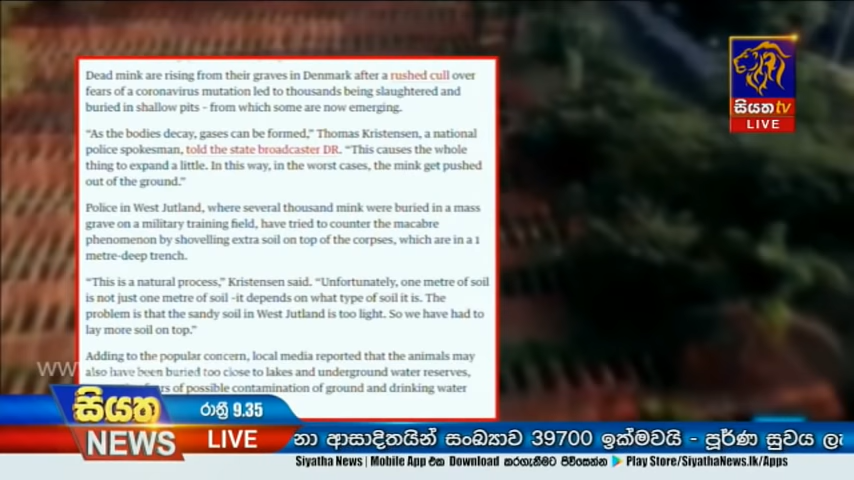 Dead mink are rising from their graves in Denmark after a rushed cull over
fears of a coronavirus mutation led to thousands being slaughtered and
buried in shallow pits – from which some are now emerging.
“As the bodies decay, gases can be formed,” Thomas Kristensen, a national
police spokesman, told the state broadcaster DR. “This causes the whole
thing to expand a little. In this way, in the worst cases, the mink get pushed
out of the ground.”
Police in West Jutland, where several thousand mink were buried in a mass
grave on a military training field, have tried to counter the macabre
phenomenon by shovelling extra soil on top of the corpses, which are in a 1
metre-deep trench.
“This is a natural process,” Kristensen said. “Unfortunately, one metre of soil
is not just one metre of soil -it depends on what type of soil it is. The
problem is that the sandy soil in West Jutland is too light. So we have had to
lay more soil on top.”
Adding to the popular concern, local media reported that the animals may
also have been buried too close to lakes and underground water reserves,
of possible contamination of ground and drinking water
සියත tv
LIVE
www.
සියත
NEWS
රාත්‍රී 9.35
LIVE
නා ආසාදිතයින් සංඛ්‍යාව 39700 ඉක්මවයි - පූර්ණ සුවය ලැ
Siyatha News | Mobile App එක Download කරගැනීමට පිවිසෙන්න Play Store/SiyathaNews.lk/Apps